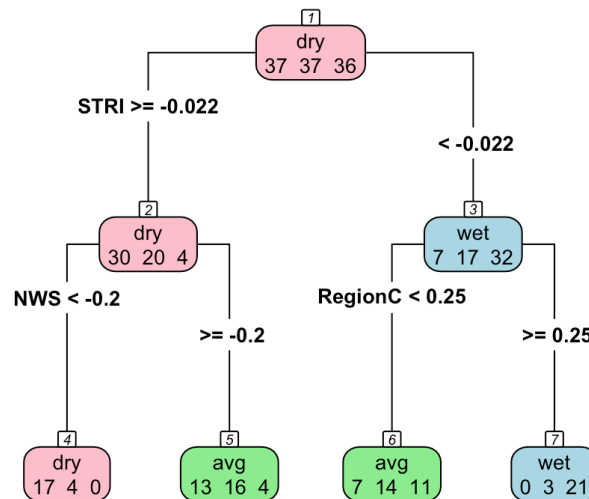 1
dry
37 37 36
STRI >= -0.022
< -0.022
2
dry
30 20 4
3
wet
7 17 32
NWS < -0.2
>= -0.2
RegionC < 0.25
>= 0.25
4
dry
17 4 0
5
avg
13 16 4
6
avg
7 14 11
7
wet
0 3 21